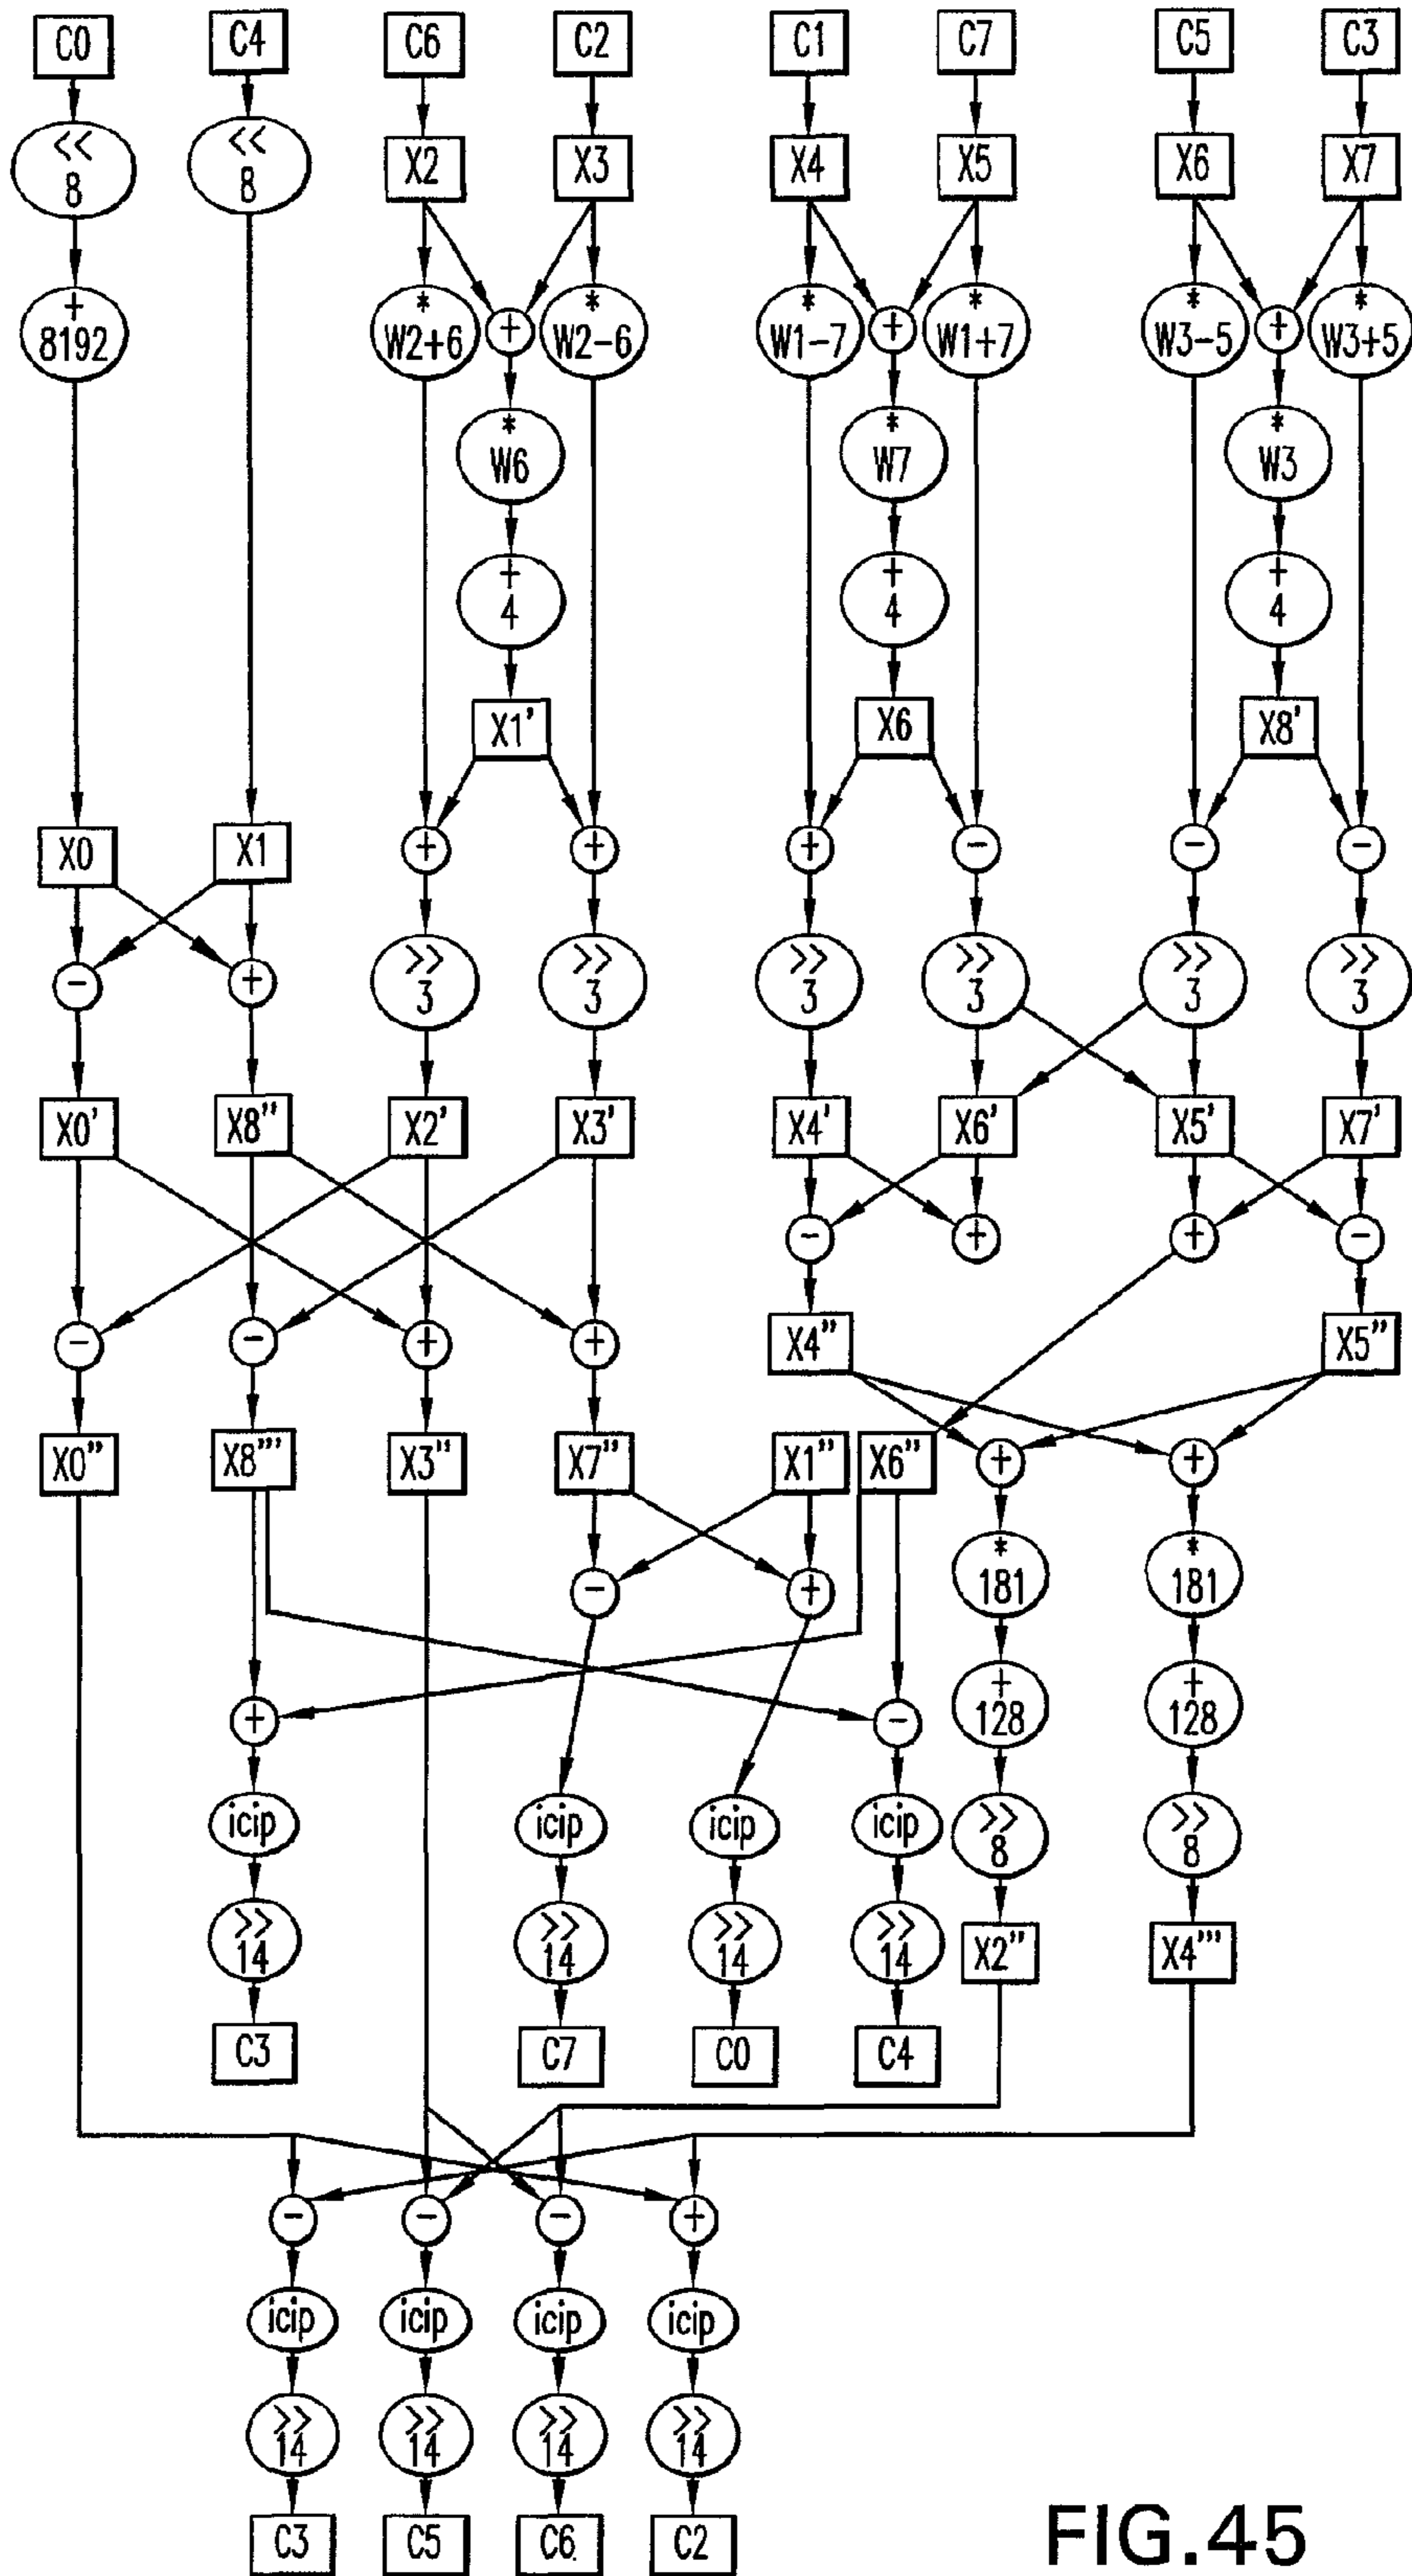 C0 C4 C6 C2 C1 C7 C5 C3
<< <<
8 8
X2 X3 X4 X5 X6 X7
+ * + * * + * * + *
8192 W2+6 W2-6 W1-7 W1+7 W3-5 W3+5
* * *
W6 W7 W3
+ + +
4 4 4
X1' X6 X8'
X0 X1 + + + - - -
- + >> >> >> >> >> >>
3 3 3 3 3 3
X0' X8'' X2' X3' X4' X6' X5' X7'
- + + -
- - + + X4'' X5''
X0'' X8''' X3'' X7'' X1'' X6'' + +
* *
- + 181 181
+ - + +
128 128
icip icip icip icip >> >>
8 8
>> >> >> >>
14 14 14 14 X2'' X4'''
C3 C7 C0 C4
- - - +
icip icip icip icip
>> >> >> >>
14 14 14 14
C3 C5 C6 C2
FIG.45